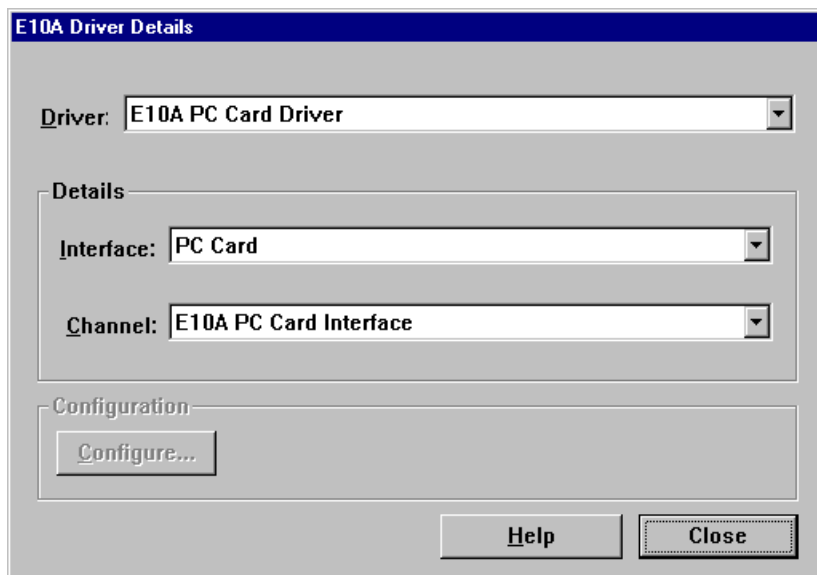 E10A Driver Details
Driver: E10A PC Card Driver
Details
Interface: PC Card
Channel: E10A PC Card Interface
Configuration
Configure...
Help Close